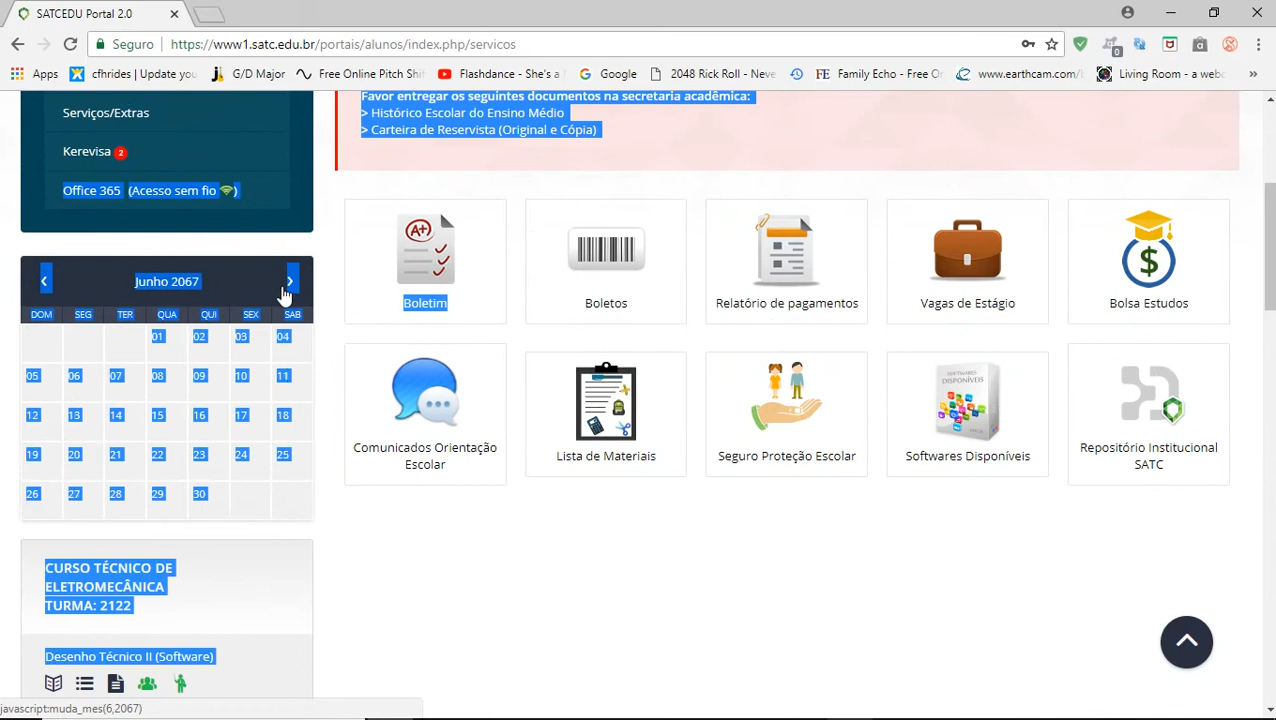 SATCEDU Portal 2.0
Seguro
https://www1.satc.edu.br/portais/alunos/index.php/servicos
0
Apps
cfhrides | Update you
G/D Major
Free Online Pitch Shif
Flashdance - She's a
Google
2048 Rick Roll - Neve
Family Echo - Free O
www.earthcam.com/
Living Room - a web
»
Favor entregar os seguintes documentos na secretaria acadêmica:
> Histórico Escolar do Ensino Médio
> Carteira de Reservista (Original e Cópia)
Serviços/Extras
Kerevisa 2
Office 365 (Acesso sem fio )
‹ Junho 2067 ›
DOM SEG TER QUA QUI SEX SAB
01 02 03 04
05 06 07 08 09 10 11
12 13 14 15 16 17 18
19 20 21 22 23 24 25
26 27 28 29 30
CURSO TÉCNICO DE
ELETROMECÂNICA
TURMA: 2122
Desenho Técnico II (Software)
A+
Boletim
Boletos
Relatório de pagamentos
Vagas de Estágio
$
Bolsa Estudos
Comunicados Orientação
Escolar
Lista de Materiais
Seguro Proteção Escolar
SOFTWARES
DISPONÍVEIS
Softwares Disponíveis
Repositório Institucional
SATC
javascript:muda_mes(6,2067)